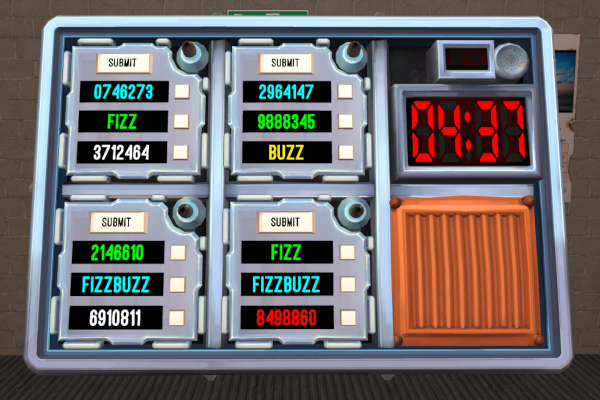 SUBMIT
0746273
FIZZ
3712464
SUBMIT
2964147
9888345
BUZZ
04:31
SUBMIT
2146610
FIZZBUZZ
6910811
SUBMIT
FIZZ
FIZZBUZZ
8498860